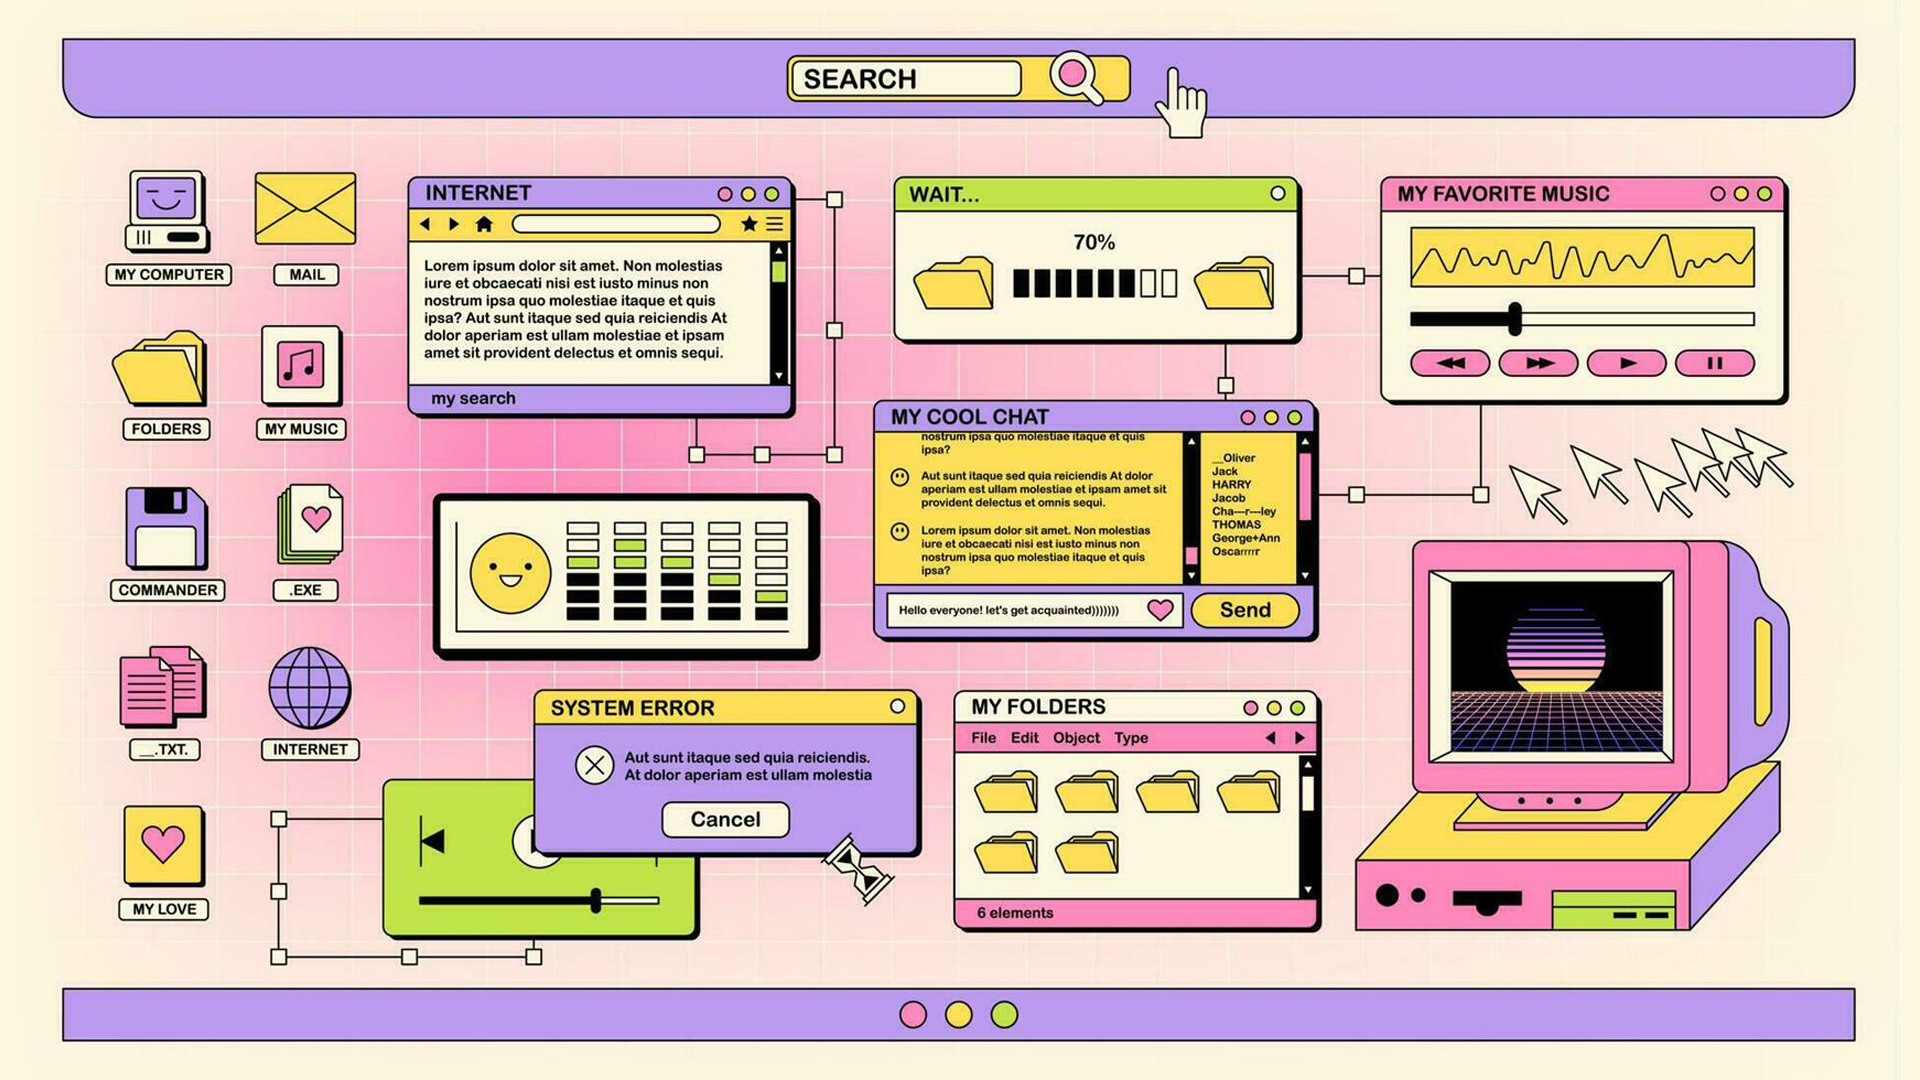 SEARCH
MY COMPUTER
MAIL
FOLDERS
MY MUSIC
COMMANDER
.EXE
__.TXT.
INTERNET
MY LOVE
INTERNET
Lorem ipsum dolor sit amet. Non molestias
iure et obcaecati nisi est iusto minus non
nostrum ipsa quo molestiae itaque et quis
ipsa? Aut sunt itaque sed quia reiciendis At
dolor aperiam est ullam molestiae et ipsam
amet sit provident delectus et omnis sequi.
my search
WAIT...
70%
MY FAVORITE MUSIC
MY COOL CHAT
nostrum ipsa quo molestiae itaque et quis
ipsa?
Aut sunt itaque sed quia reiciendis At dolor
aperiam est ullam molestiae et ipsam amet sit
provident delectus et omnis sequi.
Lorem ipsum dolor sit amet. Non molestias
iure et obcaecati nisi est iusto minus non
nostrum ipsa quo molestiae itaque et quis
ipsa?
__Oliver
Jack
HARRY
Jacob
Cha---r---ley
THOMAS
George+Ann
Oscarrrrr
Hello everyone! let's get acquainted)))))))
Send
SYSTEM ERROR
Aut sunt itaque sed quia reiciendis.
At dolor aperiam est ullam molestia
Cancel
MY FOLDERS
File Edit Object Type
6 elements